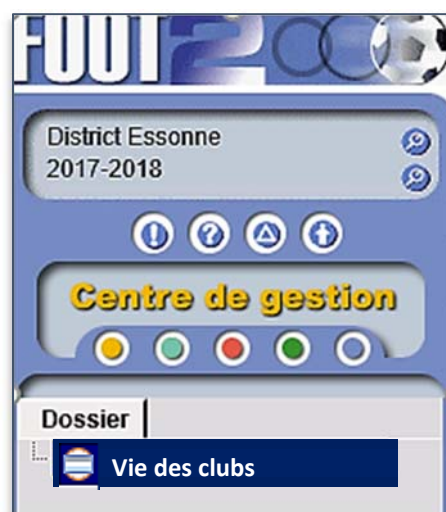 FOOT2000
District Essonne
2017-2018
Centre de gestion
Dossier
Vie des clubs